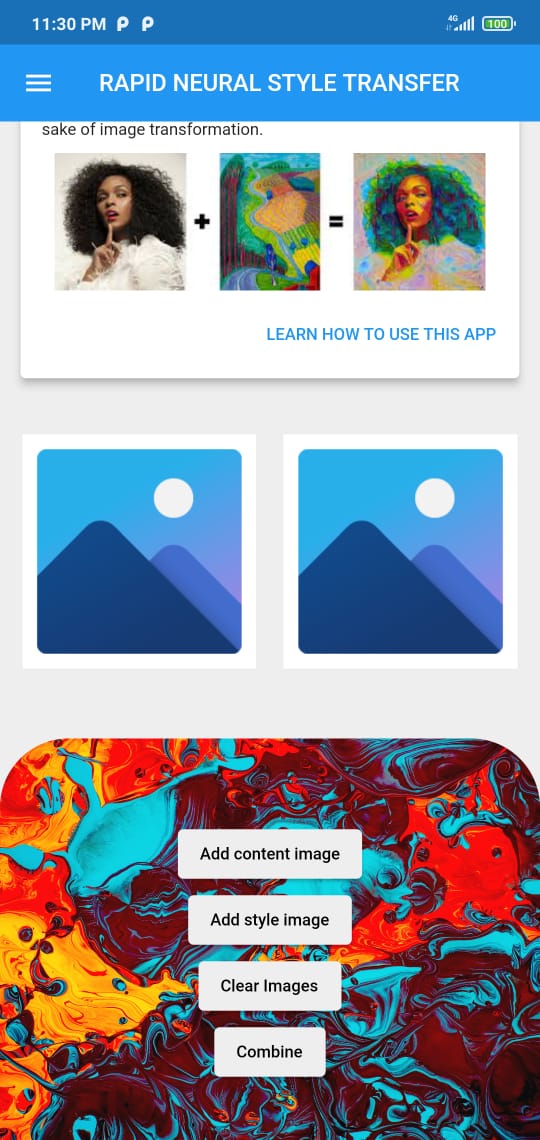 11:30 PM
4G
100
RAPID NEURAL STYLE TRANSFER
sake of image transformation.
+
=
LEARN HOW TO USE THIS APP
Add content image
Add style image
Clear Images
Combine